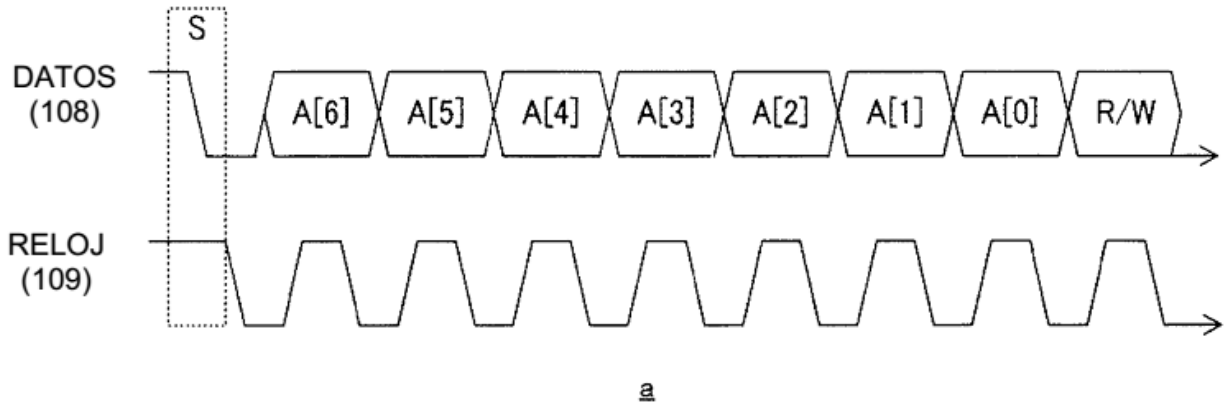 S
DATOS
(108)
A[6] A[5] A[4] A[3] A[2] A[1] A[0] R/W
RELOJ
(109)
a